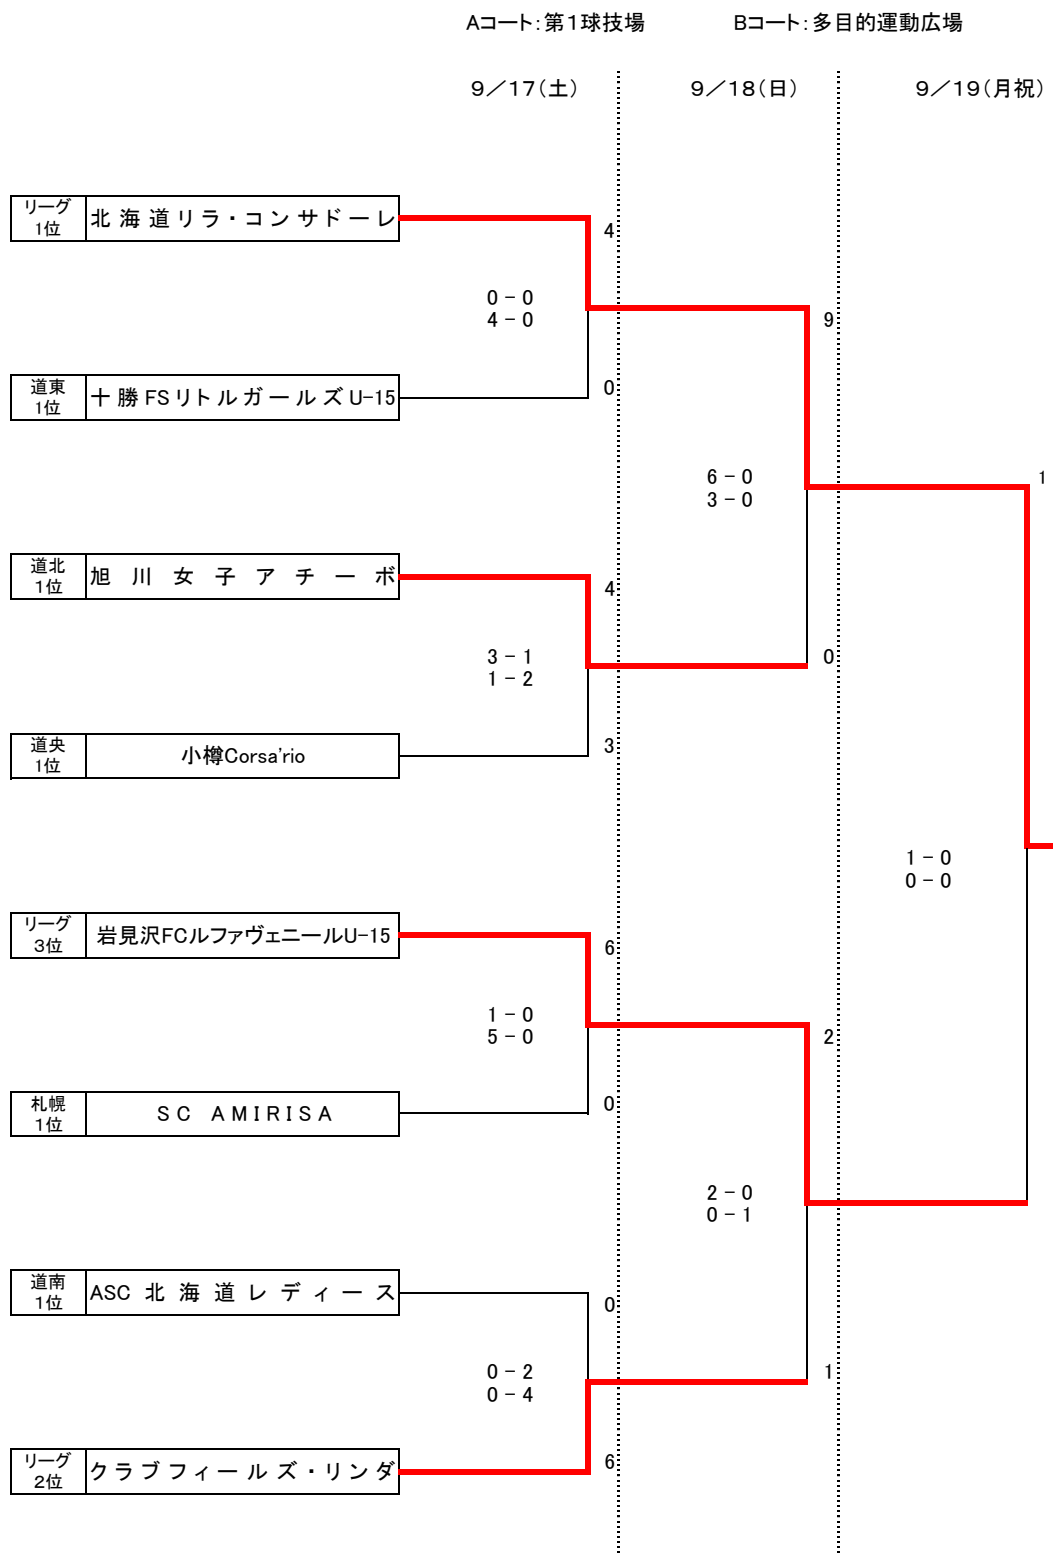 Aコート：第１球技場　Bコート：多目的運動広場
９／１７（土）　９／１８（日）　９／１９（月祝）
リーグ
1位
北海道リラ・コンサドーレ
4
0 － 0
4 － 0
9
道東
1位
十勝FSリトルガールズU-15
0
6 － 0
3 － 0
1
道北
1位
旭川女子アチーボ
4
3 － 1
1 － 2
0
道央
1位
小樽Corsa'rio
3
1 － 0
0 － 0
リーグ
3位
岩見沢FCルファヴェニールU-15
6
1 － 0
5 － 0
2
札幌
1位
SC　AMIRISA
0
2 － 0
0 － 1
道南
1位
ASC北海道レディース
0
0 － 2
0 － 4
1
リーグ
2位
クラブフィールズ・リンダ
6